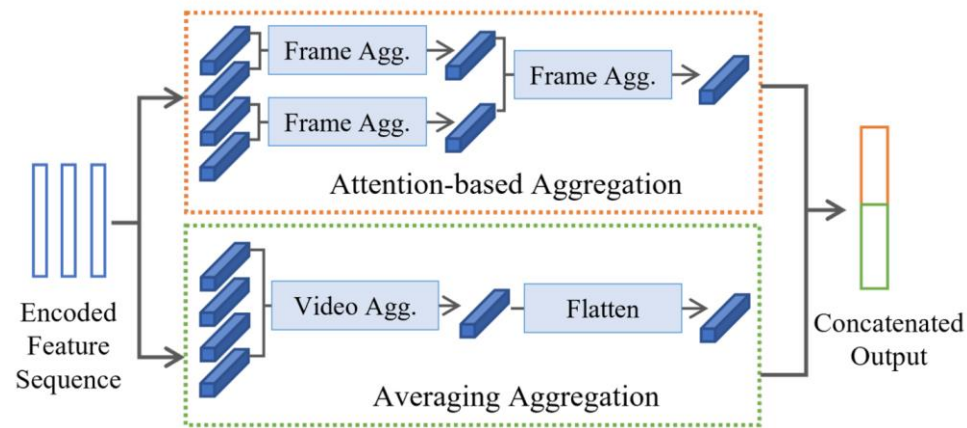 Frame Agg.
Frame Agg.
Frame Agg.
Attention-based Aggregation
Encoded
Feature
Sequence
Video Agg.
Flatten
Averaging Aggregation
Concatenated
Output